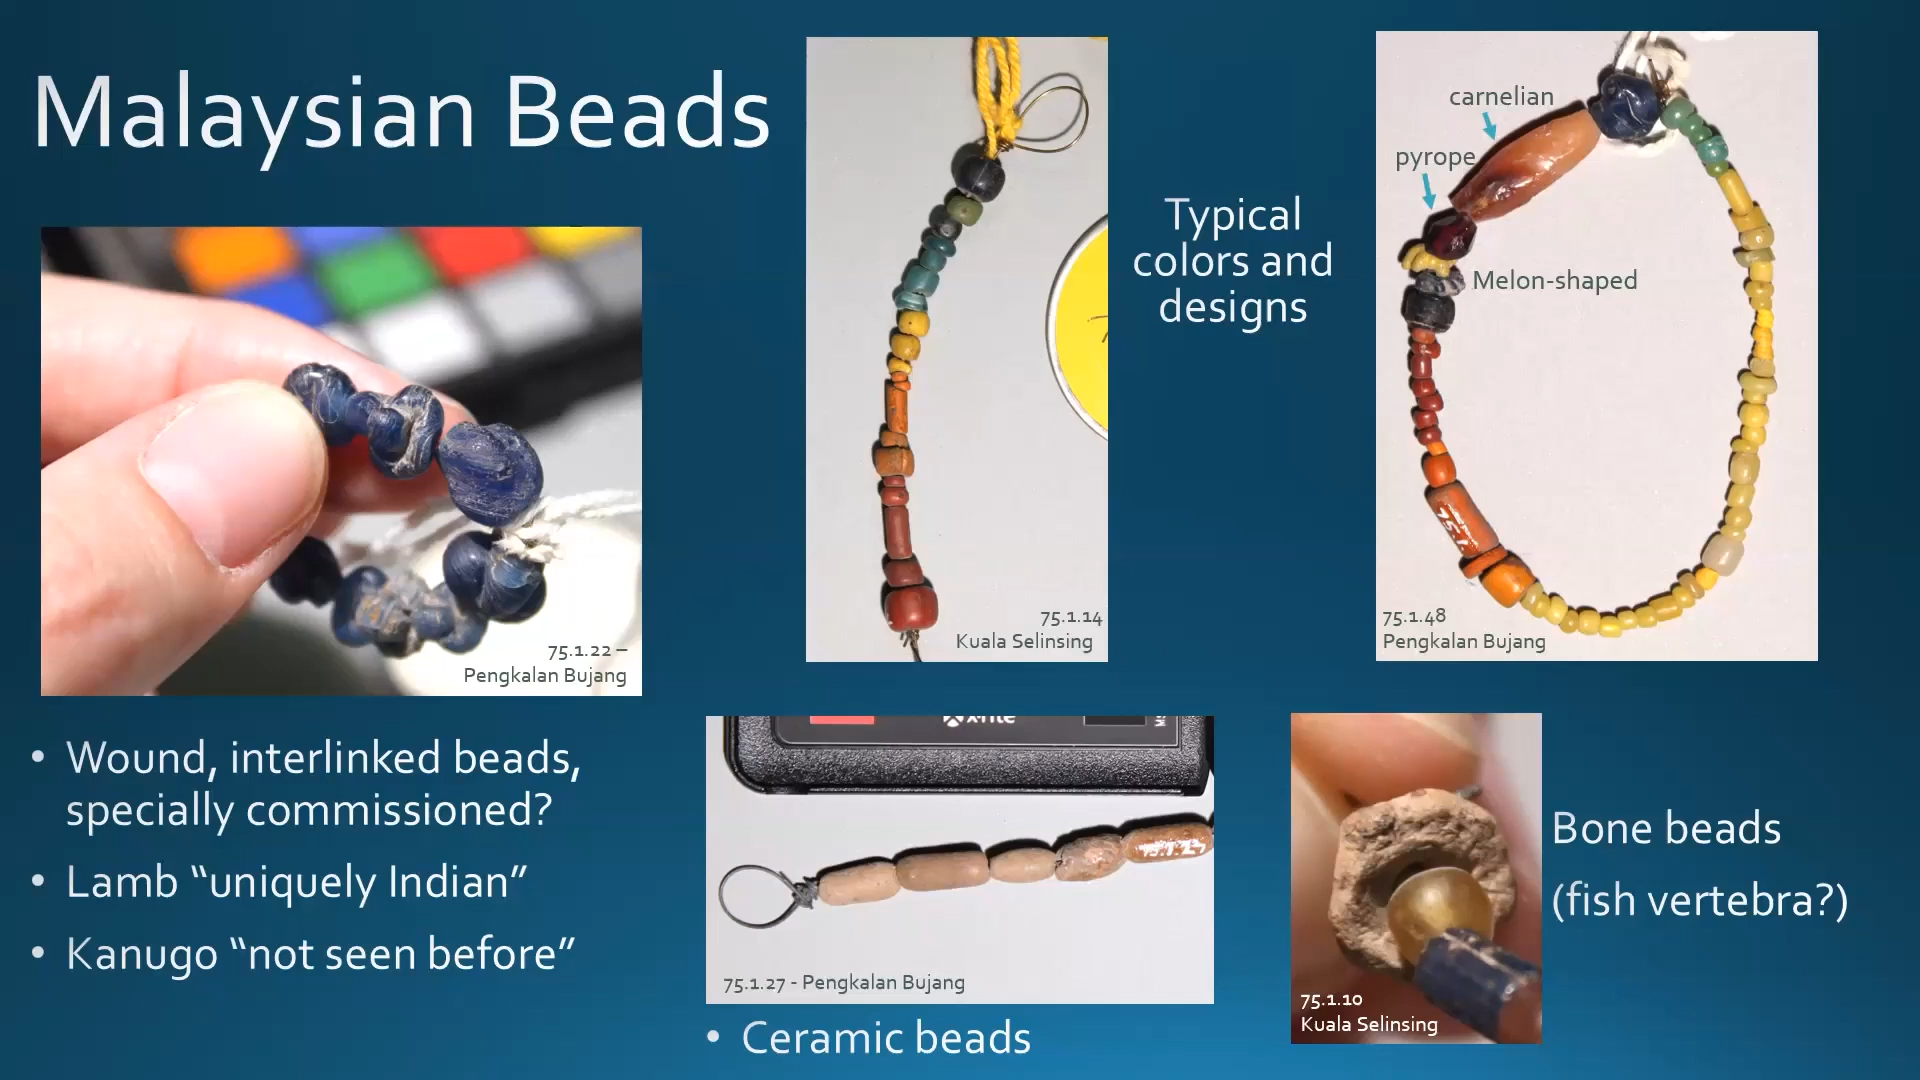 Malaysian Beads
75.1.22 –
Pengkalan Bujang
• Wound, interlinked beads,
specially commissioned?
• Lamb “uniquely Indian”
• Kanugo “not seen before”
75.1.14
Kuala Selinsing
Typical
colors and
designs
carnelian
pyrope
Melon-shaped
75.1.48
Pengkalan Bujang
x-rite
75.1.27 - Pengkalan Bujang
• Ceramic beads
75.1.10
Kuala Selinsing
Bone beads
(fish vertebra?)